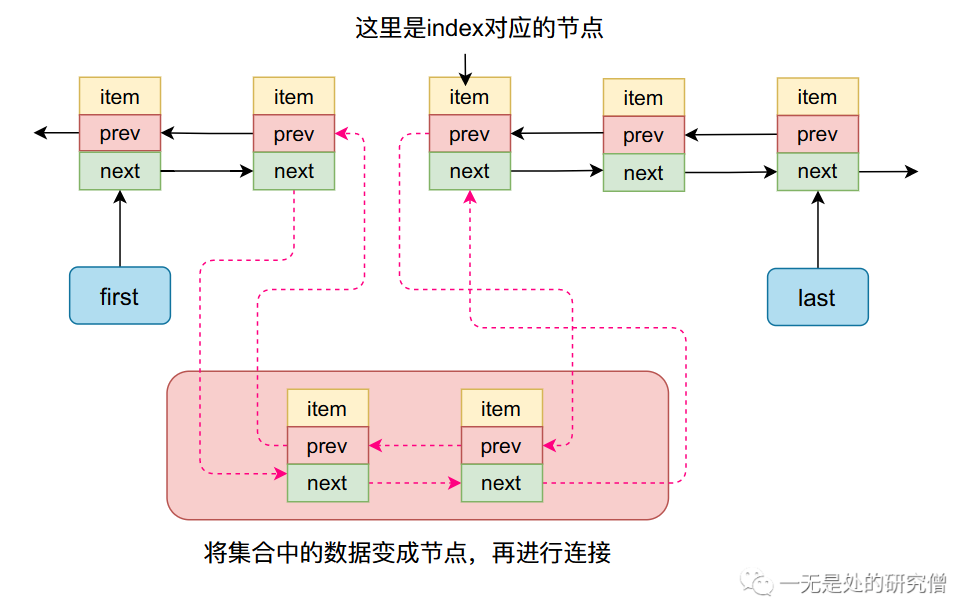 这里是index对应的节点
item item item item item
prev prev prev prev prev
next next next next next
first last
item item
prev prev
next next
将集合中的数据变成节点，再进行连接
一无是处的研究僧